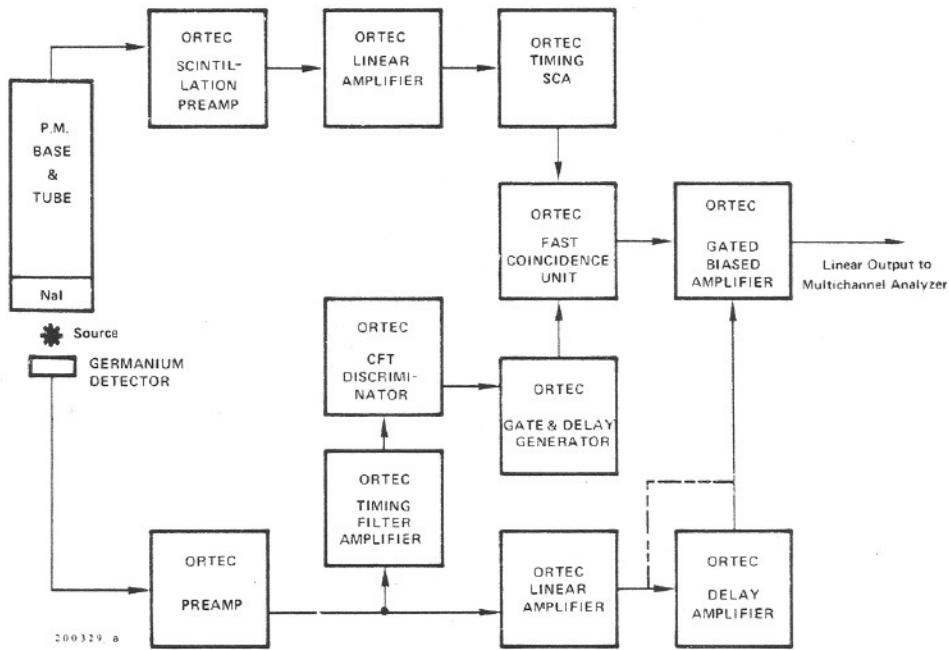 ORTEC
SCINTIL-
LATION
PREAMP
ORTEC
LINEAR
AMPLIFIER
ORTEC
TIMING
SCA
P.M.
BASE
&
TUBE
NaI
Source
GERMANIUM
DETECTOR
ORTEC
FAST
COINCIDENCE
UNIT
ORTEC
GATED
BIASED
AMPLIFIER
Linear Output to
Multichannel Analyzer
ORTEC
CFT
DISCRIMI-
NATOR
ORTEC
GATE & DELAY
GENERATOR
ORTEC
TIMING
FILTER
AMPLIFIER
ORTEC
PREAMP
ORTEC
LINEAR
AMPLIFIER
ORTEC
DELAY
AMPLIFIER
200329 a